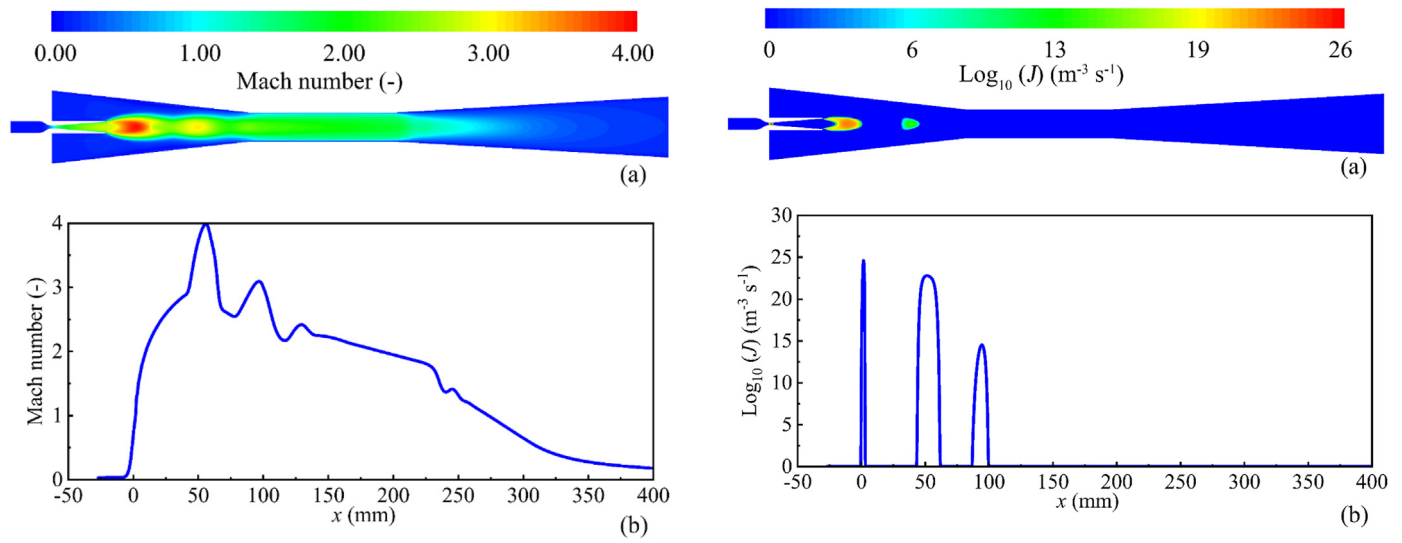 0.00 1.00 2.00 3.00 4.00
Mach number (-)
(a)
4
3
2
1
0
Mach number (-)
-50 0 50 100 150 200 250 300 350 400
x (mm)
(b)
0 6 13 19 26
Log10 (J) (m-3 s-1)
(a)
30
25
20
15
10
5
0
Log10 (J) (m-3 s-1)
-50 0 50 100 150 200 250 300 350 400
x (mm)
(b)